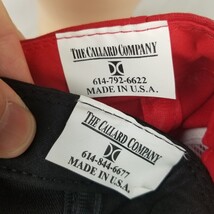 THE CALLARD COMPANY
614-792-6622
MADE IN U.S.A.
THE CALLARD COMPANY
614-844-6677
MADE IN U.S.A.